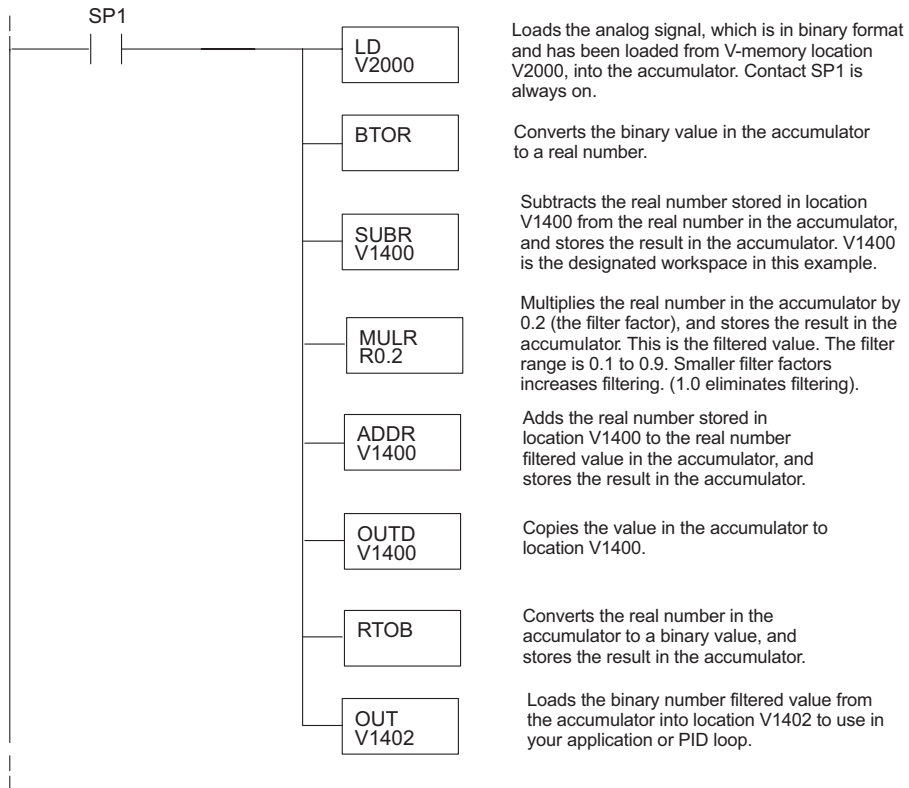 SP1
LD
V2000
Loads the analog signal, which is in binary format
and has been loaded from V-memory location
V2000, into the accumulator. Contact SP1 is
always on.
BTOR
Converts the binary value in the accumulator
to a real number.
SUBR
V1400
Subtracts the real number stored in location
V1400 from the real number in the accumulator,
and stores the result in the accumulator. V1400
is the designated workspace in this example.
MULR
R0.2
Multiplies the real number in the accumulator by
0.2 (the filter factor), and stores the result in the
accumulator. This is the filtered value. The filter
range is 0.1 to 0.9. Smaller filter factors
increases filtering. (1.0 eliminates filtering).
ADDR
V1400
Adds the real number stored in
location V1400 to the real number
filtered value in the accumulator, and
stores the result in the accumulator.
OUTD
V1400
Copies the value in the accumulator to
location V1400.
RTOB
Converts the real number in the
accumulator to a binary value, and
stores the result in the accumulator.
OUT
V1402
Loads the binary number filtered value from
the accumulator into location V1402 to use in
your application or PID loop.